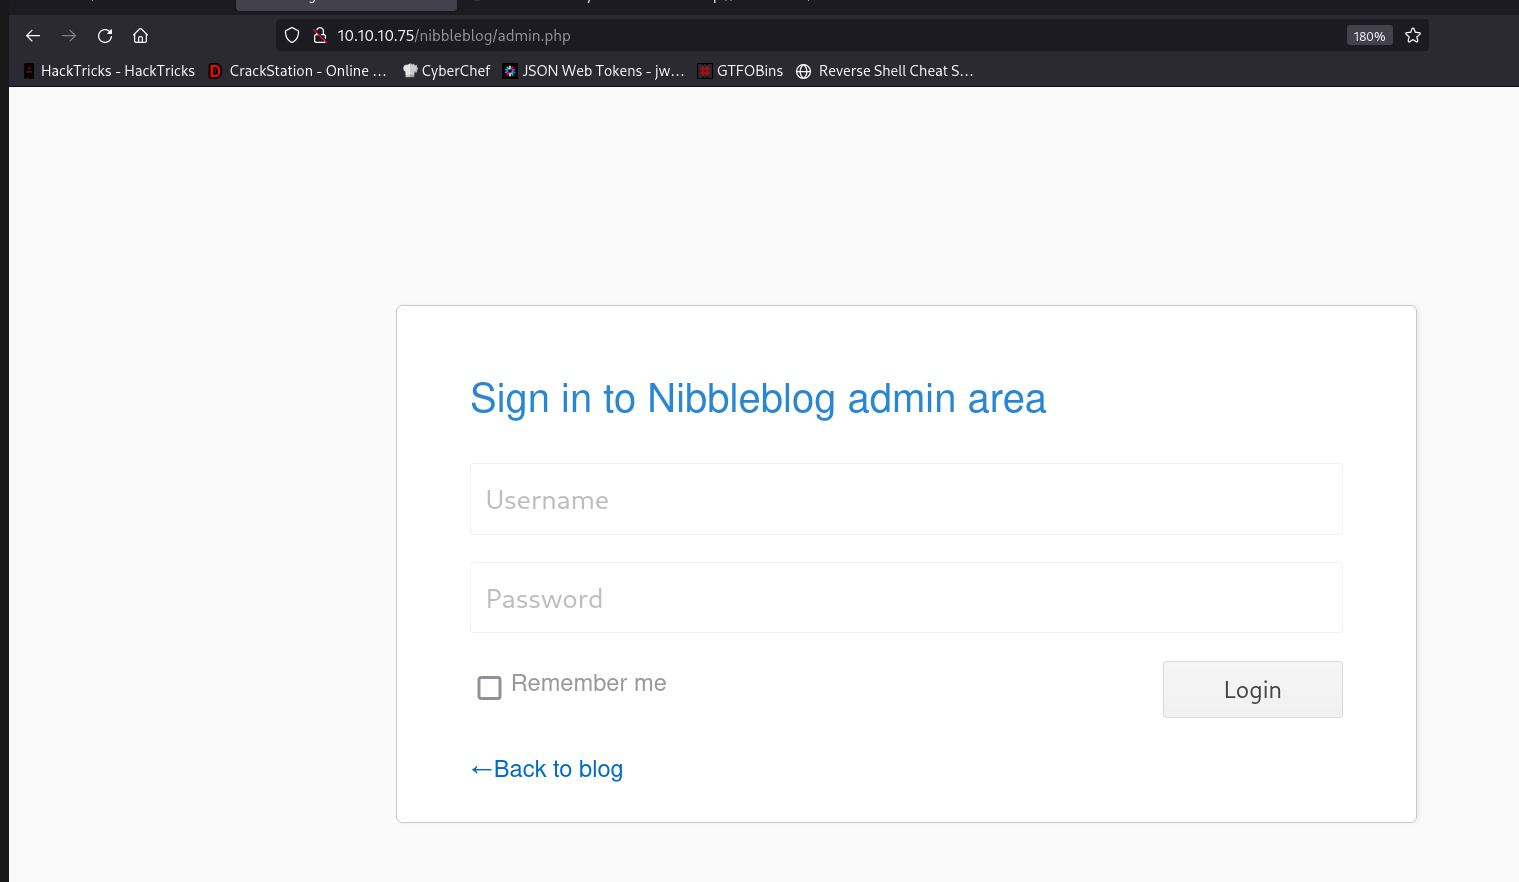 10.10.10.75/nibbleblog/admin.php 180%
HackTricks - HackTricks CrackStation - Online ... CyberChef JSON Web Tokens - jw... GTFOBins Reverse Shell Cheat S...
Sign in to Nibbleblog admin area
Username
Password
Remember me Login
←Back to blog